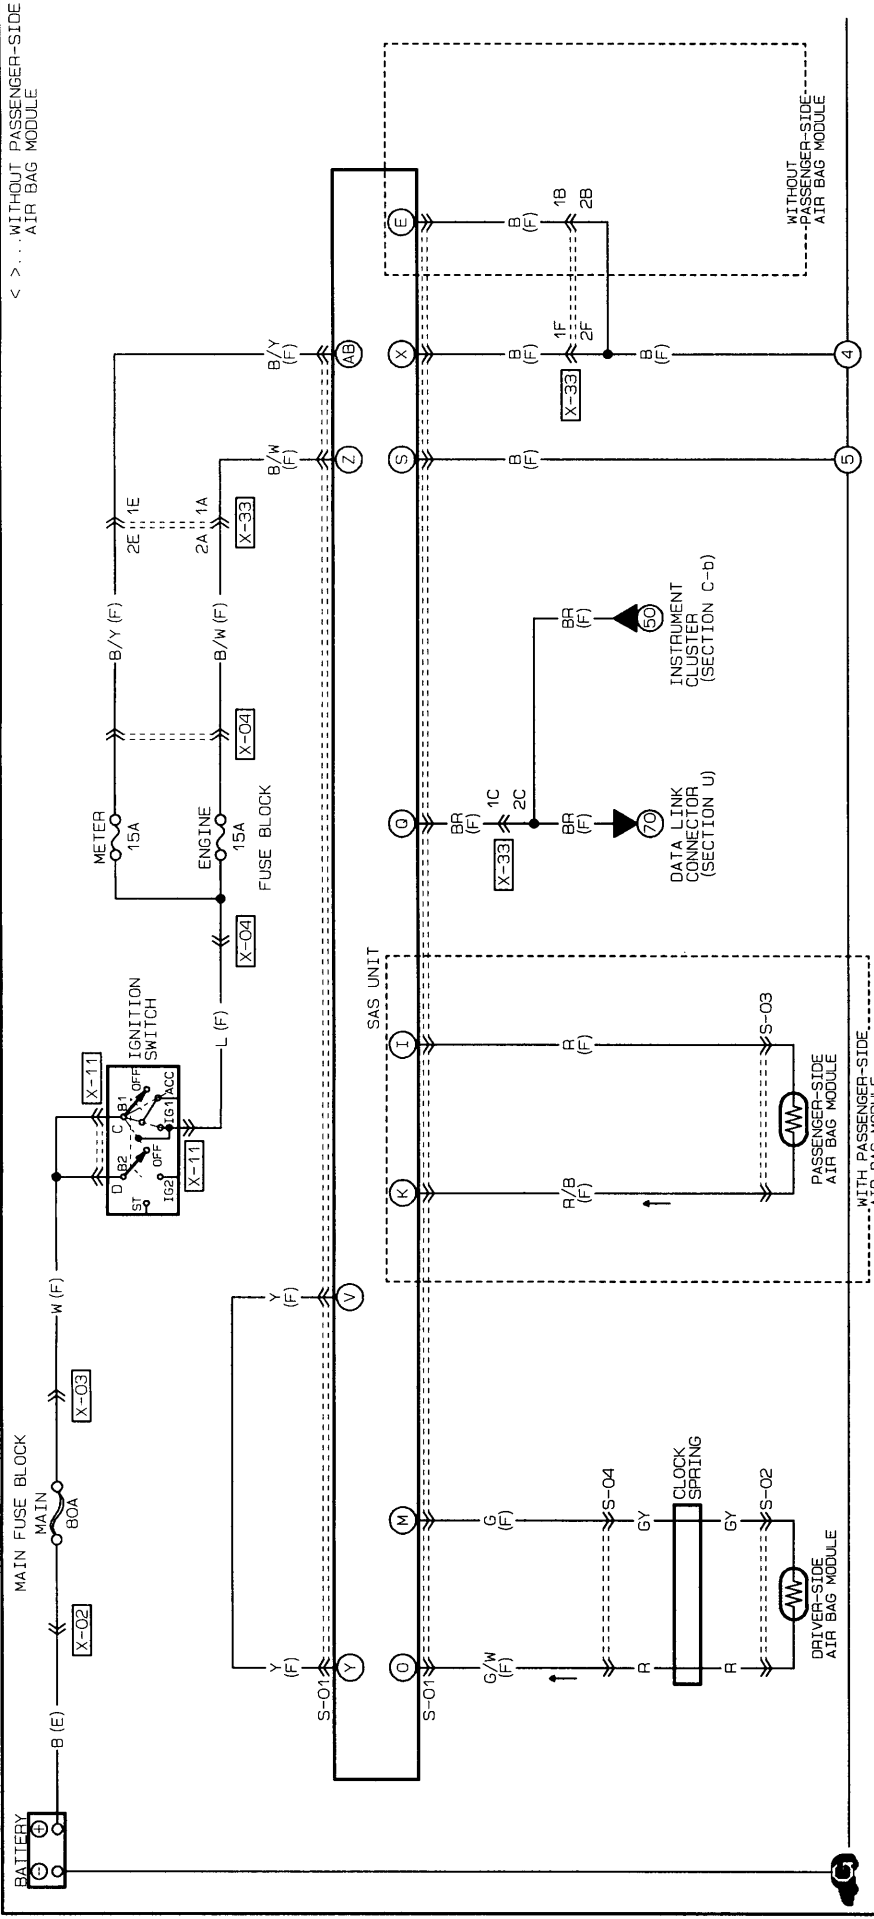 < >...WITHOUT PASSENGER-SIDE
AIR BAG MODULE
BATTERY
- +
B (E)
X-02
MAIN FUSE BLOCK
MAIN
80A
X-03
W (F)
X-11
IGNITION
SWITCH
D B2
C B1
OFF
OFF
ST
IG2
IG1
ACC
X-11
L (F)
X-04
METER
15A
ENGINE
15A
FUSE BLOCK
X-04
B/Y (F)
B/W (F)
2E 1E
2A 1A
X-33
Y
(F)
Y
(F)
B/W
(F)
B/Y
(F)
S-01
Y
V
Z
AB
SAS UNIT
O
M
K
I
Q
S
X
E
S-01
G/W
(F)
G
(F)
S-04
R
GY
CLOCK
SPRING
R
GY
S-02
DRIVER-SIDE
AIR BAG MODULE
R/B
(F)
R
(F)
S-03
PASSENGER-SIDE
AIR BAG MODULE
WITH PASSENGER-SIDE
BR
(F)
1C
2C
X-33
BR
(F)
BR
(F)
70
DATA LINK
CONNECTOR
(SECTION U)
50
INSTRUMENT
CLUSTER
(SECTION C-b)
B
(F)
5
B
(F)
1F
2F
X-33
B
(F)
4
B
(F)
1B
2B
WITHOUT
PASSENGER-SIDE
AIR BAG MODULE
G